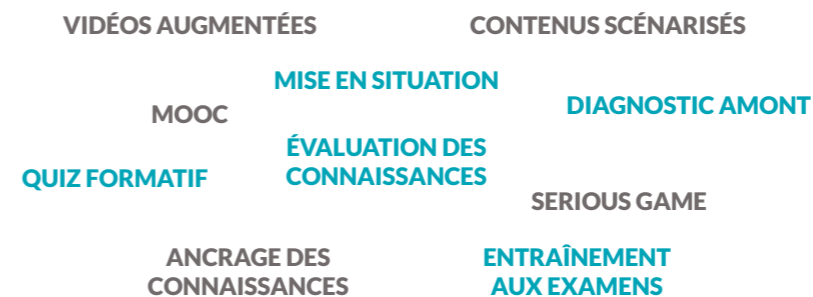 VIDÉOS AUGMENTÉES
CONTENUS SCÉNARISÉS
MISE EN SITUATION
DIAGNOSTIC AMONT
MOOC
ÉVALUATION DES
CONNAISSANCES
QUIZ FORMATIF
SERIOUS GAME
ANCRAGE DES
CONNAISSANCES
ENTRAÎNEMENT
AUX EXAMENS